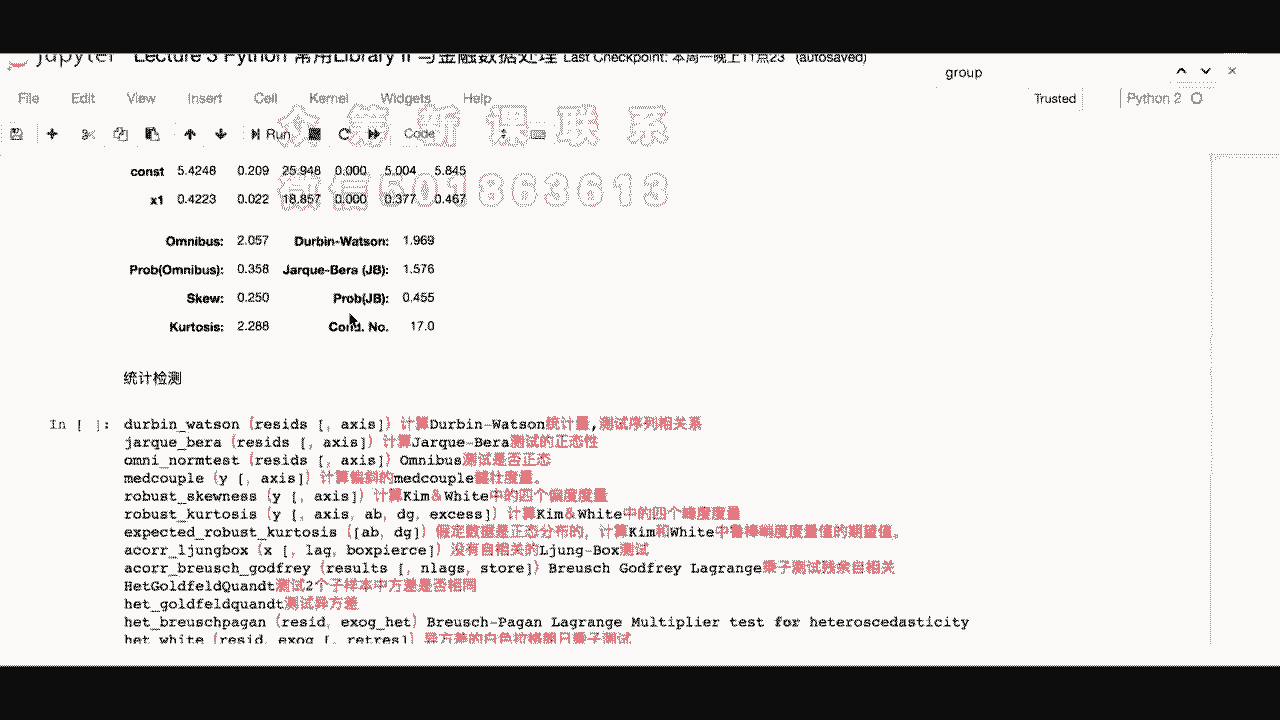 jupyter Lecture 3 Python 常用Library II 与金融数据处理 Last Checkpoint: 本周一晚上11点23 (autosaved)
group
File Edit View Insert Cell Kernel Widgets Help
Trusted Python 2
Run Code
众筹新课联系
微信501863613
const 5.4248 0.209 25.948 0.000 5.004 5.845
x1 0.4223 0.022 18.857 0.000 0.377 0.467
Omnibus: 2.057 Durbin-Watson: 1.969
Prob(Omnibus): 0.358 Jarque-Bera (JB): 1.576
Skew: 0.250 Prob(JB): 0.455
Kurtosis: 2.288 Cond. No. 17.0
统计检测
In [ ]: durbin_watson (resids [, axis]) 计算Durbin-Watson统计量,测试序列相关系
jarque_bera (resids [, axis]) 计算Jarque-Bera测试的正态性
omni_normtest (resids [, axis]) Omnibus测试是否正态
medcouple (y [, axis]) 计算偏斜的medcouple健壮度量。
robust_skewness (y [, axis]) 计算Kim＆White中的四个偏度度量
robust_kurtosis (y [, axis, ab, dg, excess]) 计算Kim＆White中的四个峰度度量
expected_robust_kurtosis ([ab, dg]) 假定数据是正态分布的, 计算Kim和White中鲁棒峭度度量值的期望值。
acorr_ljungbox (x [, lag, boxpierce]) 没有自相关的Ljung-Box测试
acorr_breusch_godfrey (results [, nlags, store]) Breusch Godfrey Lagrange乘子测试残余自相关
HetGoldfeldQuandt测试2个子样本中方差是否相同
het_goldfeldquandt测试异方差
het_breuschpagan (resid, exog_het) Breusch-Pagan Lagrange Multiplier test for heteroscedasticity
het_white (resid, exog [, retres]) 异方差的白色拉格朗日乘子测试